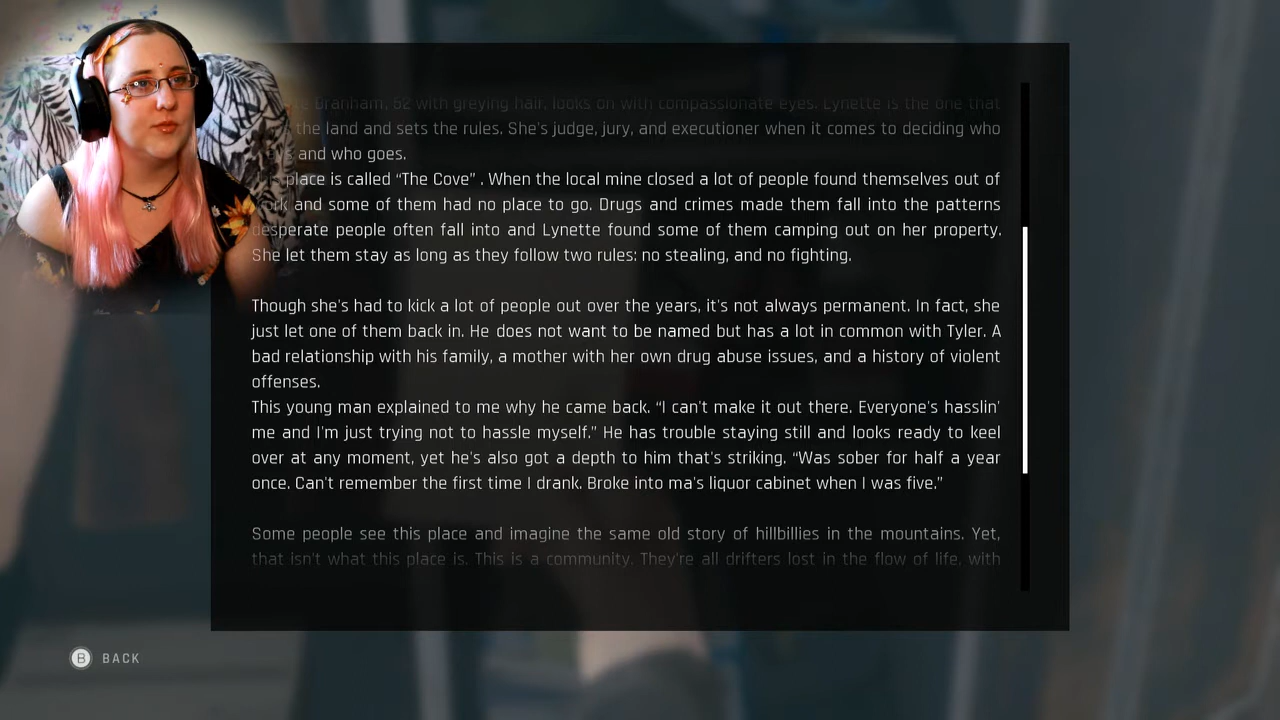 Branham, 62 with greying hair, looks on with compassionate eyes. Lynette is the one that
the land and sets the rules. She's judge, jury, and executioner when it comes to deciding who
and who goes.
place is called “The Cove” . When the local mine closed a lot of people found themselves out of
and some of them had no place to go. Drugs and crimes made them fall into the patterns
desperate people often fall into and Lynette found some of them camping out on her property.
She let them stay as long as they follow two rules: no stealing, and no fighting.
Though she's had to kick a lot of people out over the years, it's not always permanent. In fact, she
just let one of them back in. He does not want to be named but has a lot in common with Tyler. A
bad relationship with his family, a mother with her own drug abuse issues, and a history of violent
offenses.
This young man explained to me why he came back. “I can't make it out there. Everyone's hasslin'
me and I'm just trying not to hassle myself.” He has trouble staying still and looks ready to keel
over at any moment, yet he's also got a depth to him that's striking. “Was sober for half a year
once. Can't remember the first time I drank. Broke into ma's liquor cabinet when I was five.”
Some people see this place and imagine the same old story of hillbillies in the mountains. Yet,
that isn't what this place is. This is a community. They're all drifters lost in the flow of life, with
B BACK